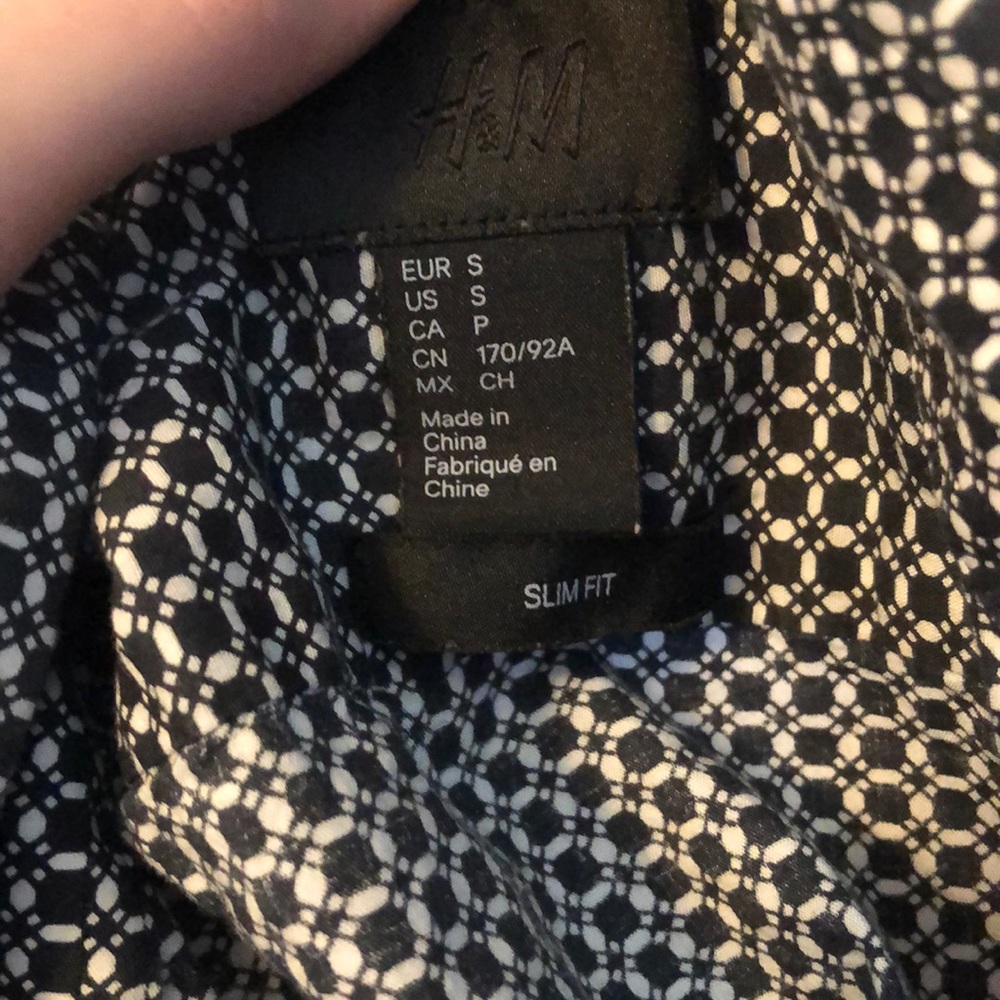 H&M
EUR S
US S
CA P
CN 170/92A
MX CH
Made in
China
Fabriqué en
Chine
SLIM FIT